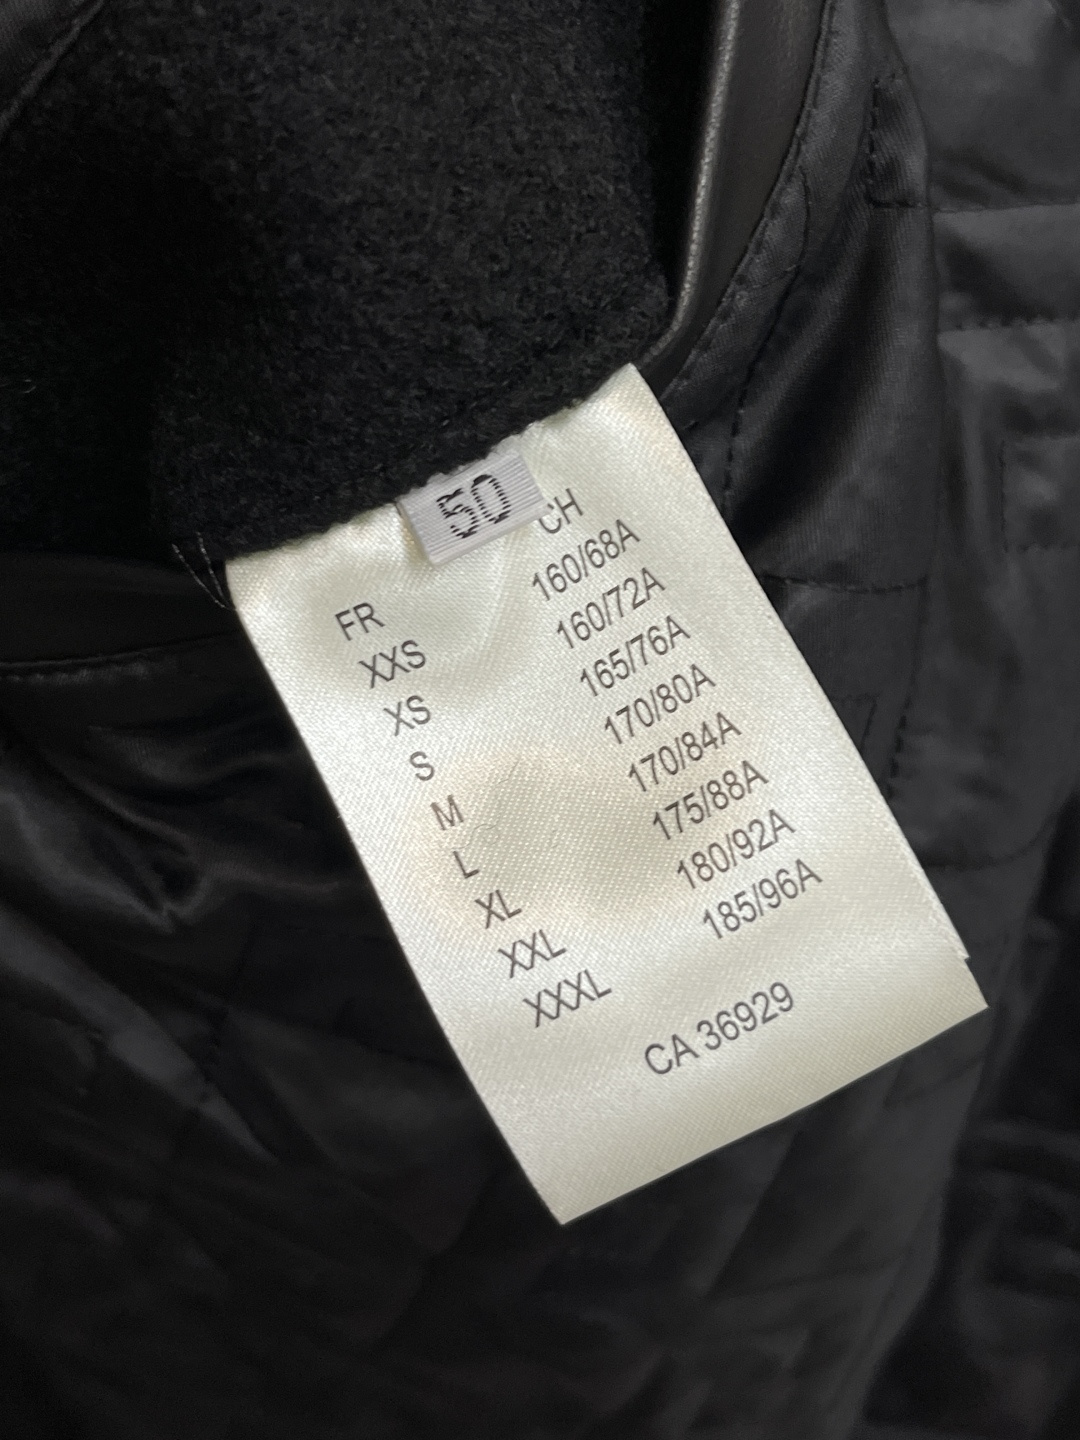 50
FR CH
XXS 160/68A
XS 160/72A
S 165/76A
M 170/80A
L 170/84A
XL 175/88A
XXL 180/92A
XXXL 185/96A
CA 36929